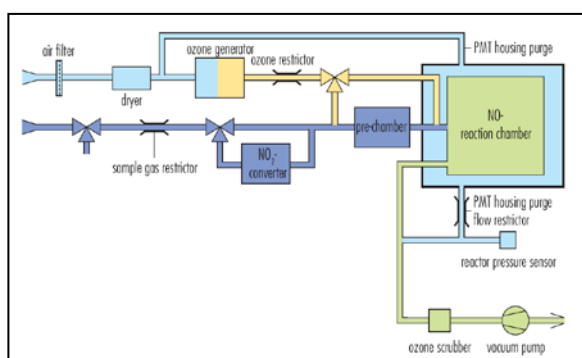 air filter
dryer
ozone generator
ozone restrictor
PMT housing purge
sample gas restrictor
NO2-
converter
pre-chamber
NO-
reaction chamber
PMT housing purge
flow restrictor
reactor pressure sensor
ozone scrubber
vacuum pump